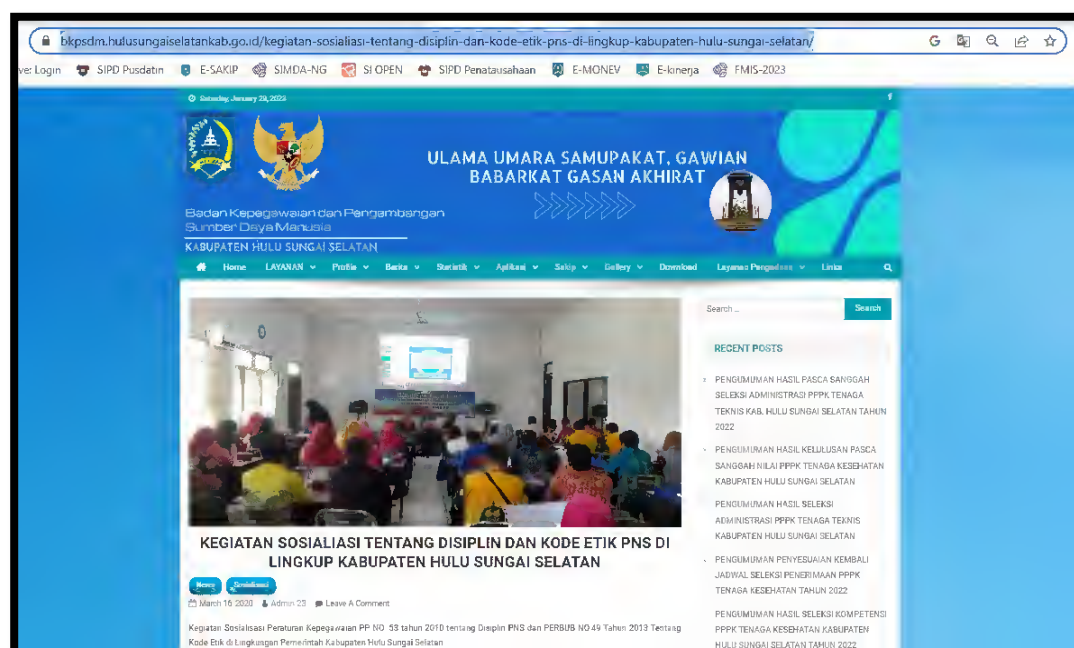 bkpsdm.hulusungaiselatankab.go.id/kegiatan-sosialiasi-tentang-disiplin-dan-kode-etik-pns-di-lingkup-kabupaten-hulu-sungai-selatan/
ve: Login SIPD Pusdatin E-SAKIP SIMDA-NG SI OPEN SIPD Penatausahaan E-MONEV E-kinerja FMIS-2023
January 29, 2023
ULAMA UMARA SAMUPAKAT, GAWIAN
BABARKAT GASAN AKHIRAT
Badan Kepegawaian dan Pengembangan
Sumber Daya Manusia
KABUPATEN HULU SUNGAI SELATAN
Home LAYANAN Profile Berita Statistik Aplikasi Sakip Gallery Download Layanan Pengaduan Links
Search ...
Search
RECENT POSTS
PENGUMUMAN HASIL PASCA SANGGAH
SELEKSI ADMINISTRASI PPPK TENAGA
TEKNIS KAB. HULU SUNGAI SELATAN TAHUN
2022
PENGUMUMAN HASIL KELULUSAN PASCA
SANGGAH NILAI PPPK TENAGA KESEHATAN
KABUPATEN HULU SUNGAI SELATAN
PENGUMUMAN HASIL SELEKSI
ADMINISTRASI PPPK TENAGA TEKNIS
KABUPATEN HULU SUNGAI SELATAN
PENGUMUMAN PENYESUAIAN KEMBALI
JADWAL SELEKSI PENERIMAAN PPPK
TENAGA KESEHATAN TAHUN 2022
PENGUMUMAN HASIL SELEKSI KOMPETENSI
PPPK TENAGA KESEHATAN KABUPATEN
HULU SUNGAI SELATAN TAHUN 2022
KEGIATAN SOSIALIASI TENTANG DISIPLIN DAN KODE ETIK PNS DI
LINGKUP KABUPATEN HULU SUNGAI SELATAN
News Sosialisasi
March 16, 2020 Admin 23 Leave A Comment
Kegiatan Sosialisasi Peraturan Kepegawaian PP NO. 53 tahun 2010 tentang Disiplin PNS dan PERBUB NO 49 Tahun 2013 Tentang
Kode Etik di Lingkungan Pemerintah Kabupaten Hulu Sungai Selatan